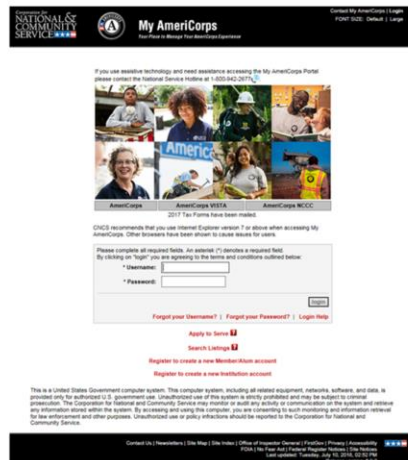 Corporation for
NATIONAL &
COMMUNITY
SERVICE
My AmeriCorps
Your Place to Manage Your AmeriCorps Experience
Contact My AmeriCorps | Login
FONT SIZE: Default | Large
If you use assistive technology and need assistance accessing the My AmeriCorps Portal
please contact the National Service Hotline at 1-800-942-2677
America
AmeriCorps
AmeriCorps VISTA
AmeriCorps NCCC
2017 Tax Forms have been mailed.
CNCS recommends that you use Internet Explorer version 7 or above when accessing My
AmeriCorps. Other browsers have been shown to cause issues for users.
Please complete all required fields. An asterisk (*) denotes a required field.
By clicking on "login" you are agreeing to the terms and conditions outlined below:
* Username:
* Password:
login
Forgot your Username? | Forgot your Password? | Login Help
Apply to Serve
Search Listings
Register to create a new Member/Alum account
Register to create a new Institution account
This is a United States Government computer system. This computer system, including all related equipment, networks, software, and data, is
provided only for authorized U.S. government use. Unauthorized use of this system is strictly prohibited and may be subject to criminal
prosecution. The Corporation for National and Community Service may monitor or audit any activity or communication on the system and retrieve
any information stored within the system. By accessing and using this computer, you are consenting to such monitoring and information retrieval
for law enforcement and other purposes. Unauthorized use or policy infractions should be reported to the Corporation for National and
Community Service.
Contact Us | Newsletters | Site Map | Site Index | Office of Inspector General | FirstGov | Privacy | Accessibility
FOIA | No Fear Act | Federal Register Notices | Site Notices
Last updated: Tuesday, July 10, 2018, 02:52 PM